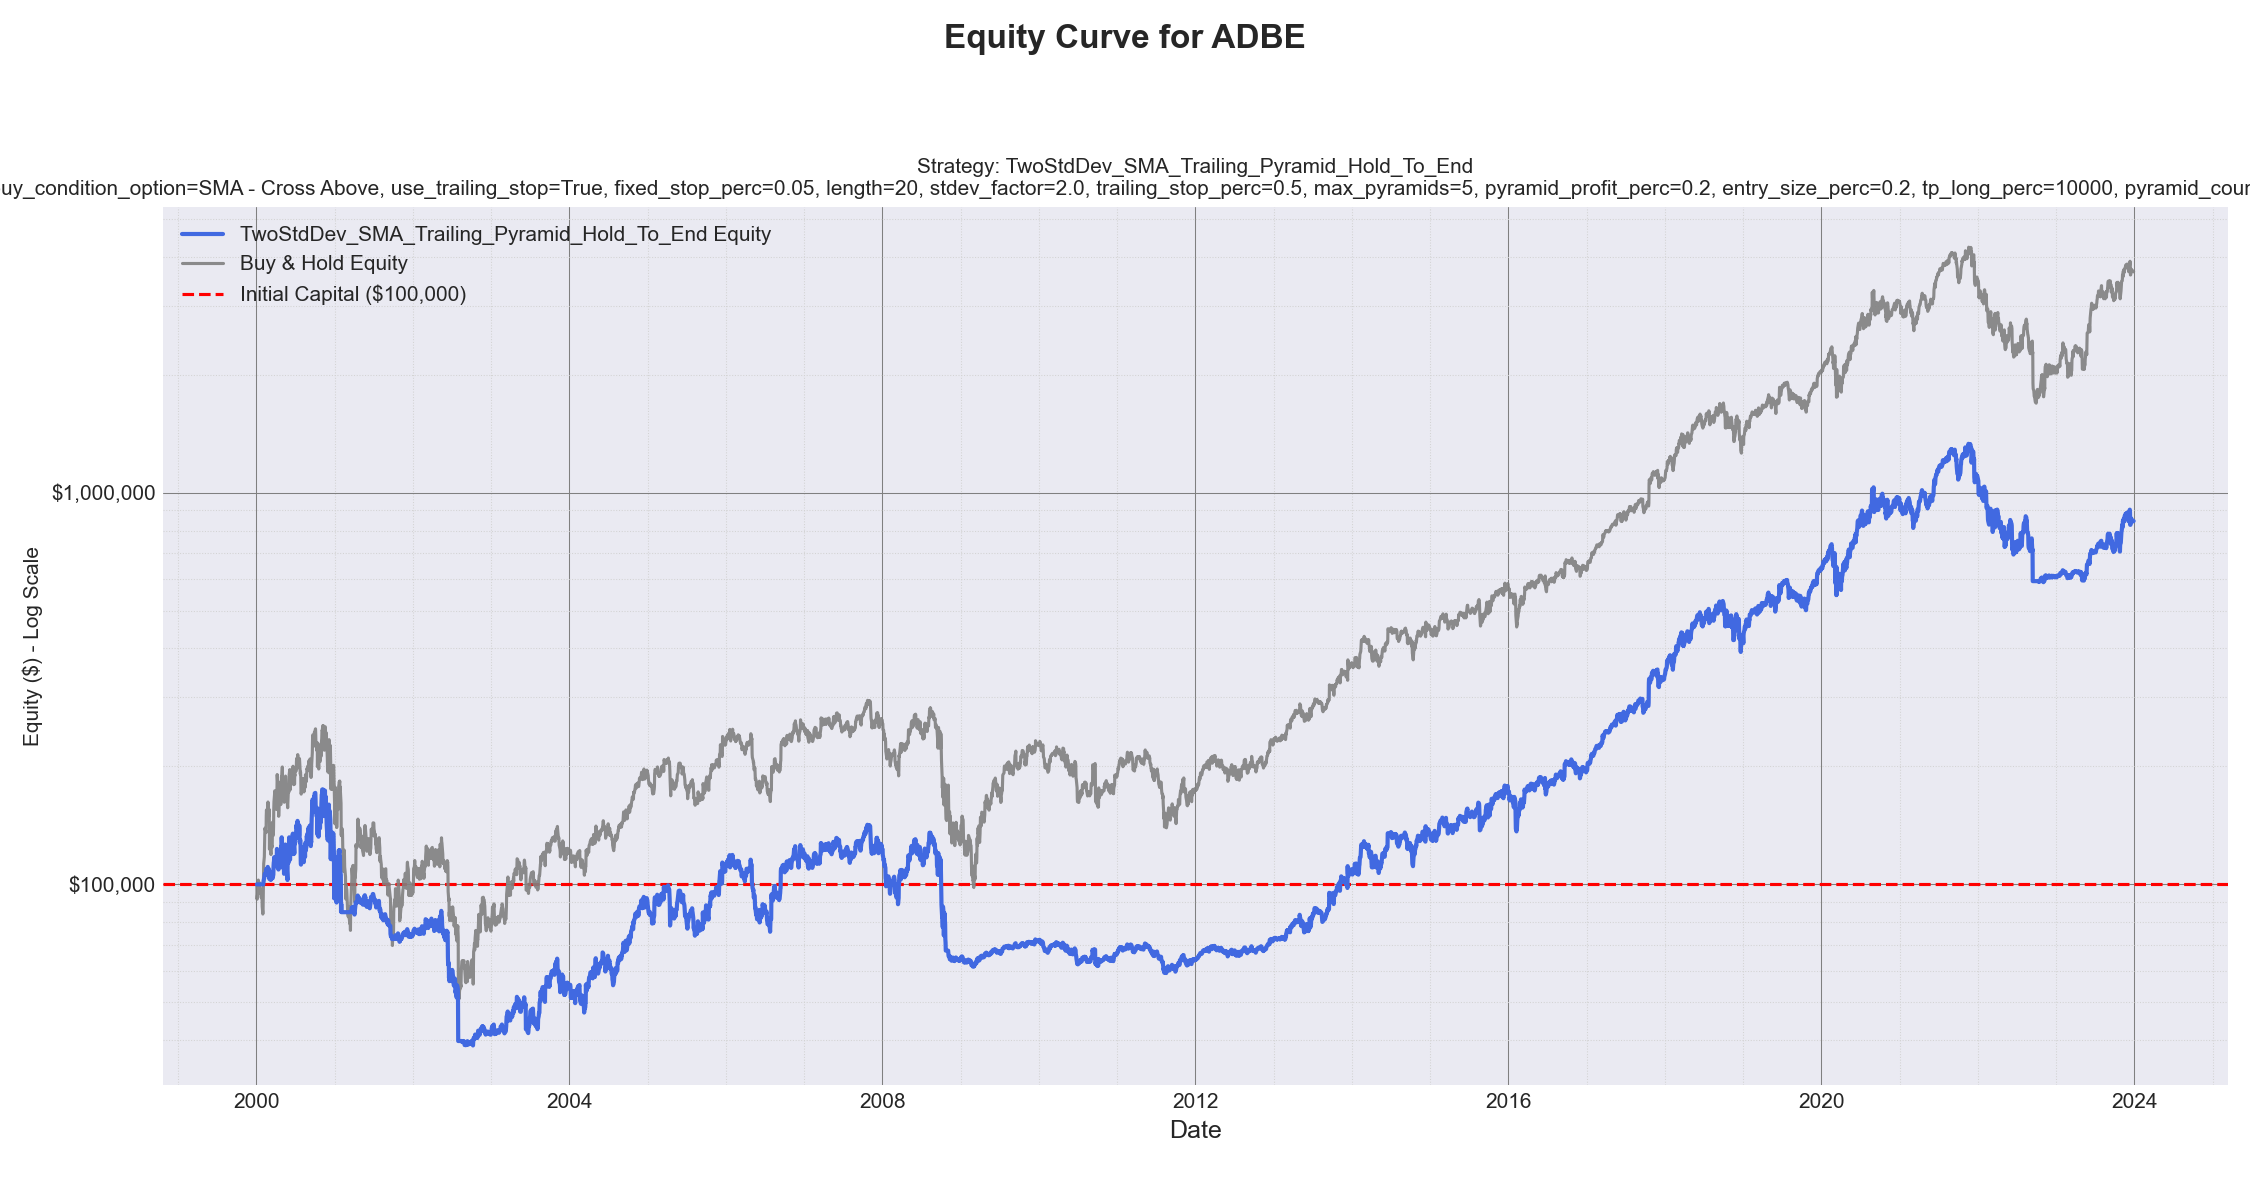 Equity Curve for ADBE
Strategy: TwoStdDev_SMA_Trailing_Pyramid_Hold_To_End
uy_condition_option=SMA - Cross Above, use_trailing_stop=True, fixed_stop_perc=0.05, length=20, stdev_factor=2.0, trailing_stop_perc=0.5, max_pyramids=5, pyramid_profit_perc=0.2, entry_size_perc=0.2, tp_long_perc=10000, pyramid_cour
TwoStdDev_SMA_Trailing_Pyramid_Hold_To_End Equity
Buy & Hold Equity
Initial Capital ($100,000)
$1,000,000
$100,000
Equity ($) - Log Scale
2000 2004 2008 2012 2016 2020 2024
Date